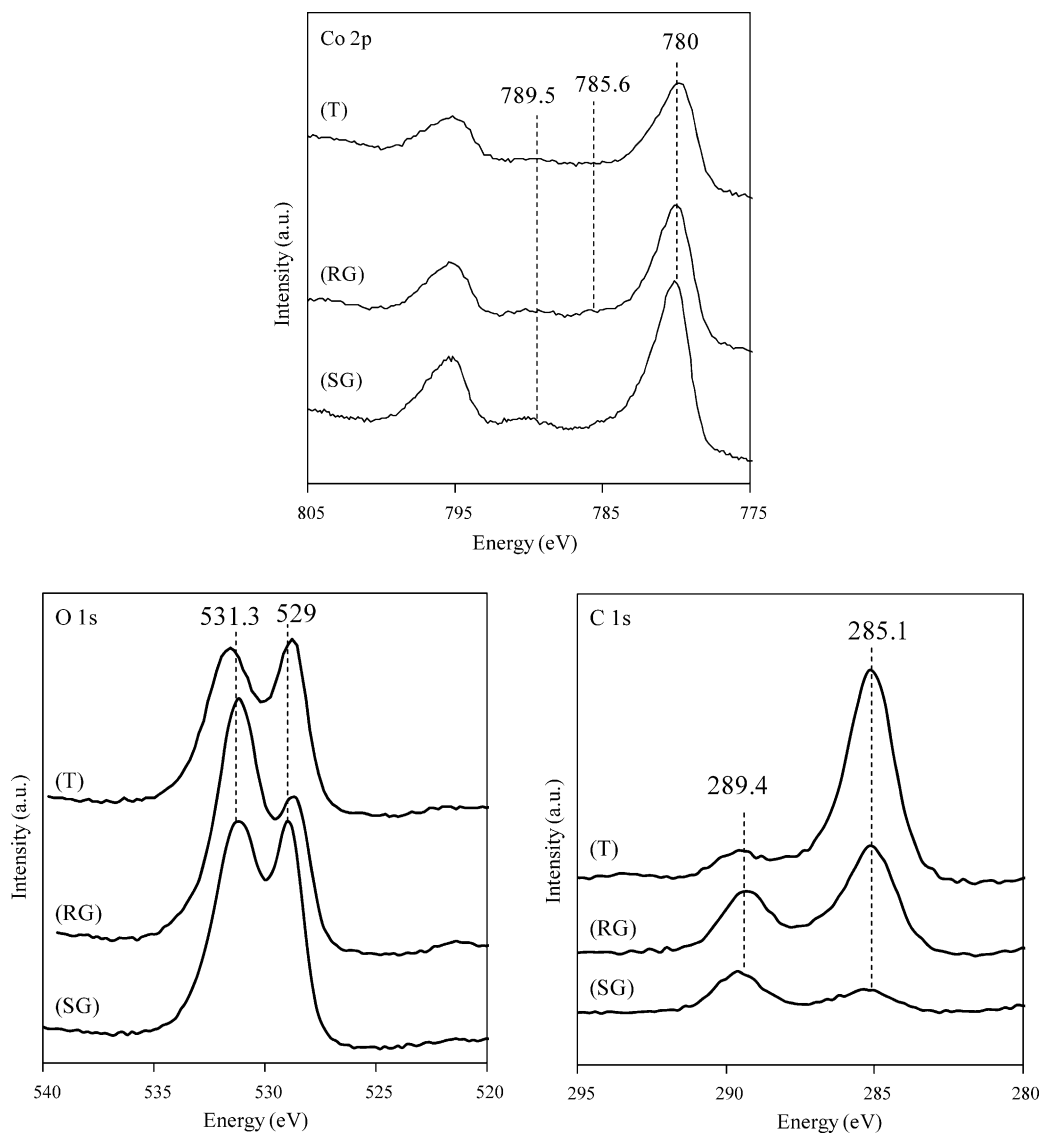 Co 2p
780
785.6
789.5
(T)
(RG)
(SG)
Intensity (a.u.)
805
795
785
775
Energy (eV)
O 1s
531.3
529
(T)
(RG)
(SG)
Intensity (a.u.)
540
535
530
525
520
Energy (eV)
C 1s
285.1
289.4
(T)
(RG)
(SG)
Intensity (a.u.)
295
290
285
280
Energy (eV)